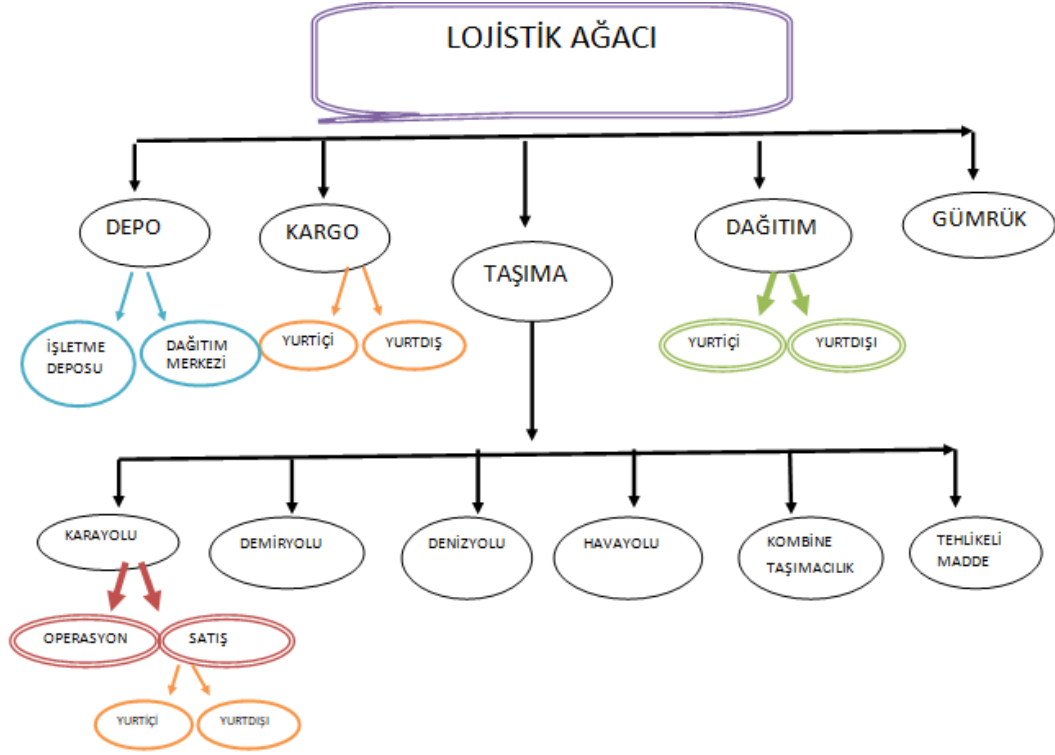 LOJİSTİK AĞACI
DEPO
KARGO
TAŞIMA
DAĞITIM
GÜMRÜK
İŞLETME
DEPOSU
DAĞITIM
MERKEZİ
YURTİÇİ
YURTDIŞ
YURTİÇİ
YURTDIŞI
KARAYOLU
DEMİRYOLU
DENİZYOLU
HAVAYOLU
KOMBİNE
TAŞIMACILIK
TEHLİKELİ
MADDE
OPERASYON
SATIŞ
YURTİÇİ
YURTDIŞI